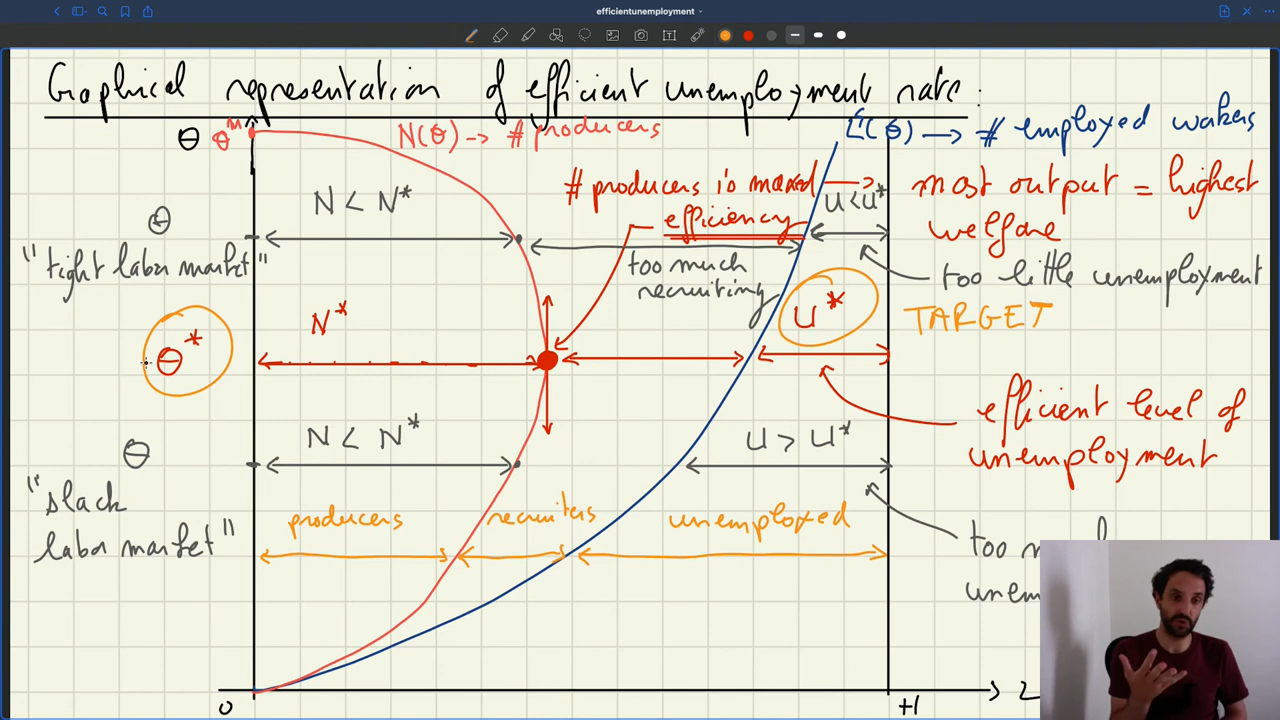 efficientunemployment
Graphical representation of efficient unemployment rate :
θ
θᴹ
N(θ) → # producers
Lˢ(θ) → # employed workers
# producers is maxed → most output = highest
efficiency
welfare
θ
"tight labor market"
N < N*
too much
recruiting
U < U*
too little unemployment
θ*
N*
U*
TARGET
efficient level of
unemployment
θ
"slack
labor market"
N < N*
U > U*
producers
recruiters
unemployed
too
0
+1